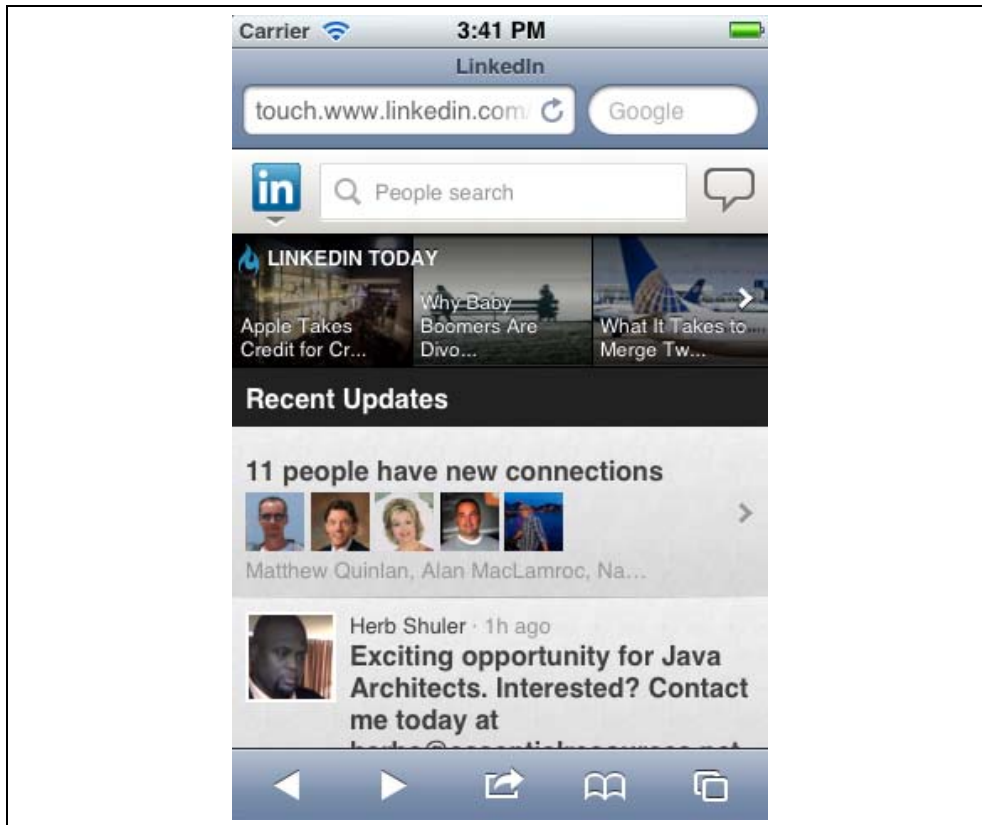 Carrier 3:41 PM
LinkedIn
touch.www.linkedin.com/ Google
in People search
LINKEDIN TODAY
Apple Takes
Credit for Cr...
Why Baby
Boomers Are
Divo...
What It Takes to
Merge Tw...
Recent Updates
11 people have new connections
Matthew Quinlan, Alan MacLamroc, Na...
Herb Shuler · 1h ago
Exciting opportunity for Java
Architects. Interested? Contact
me today at